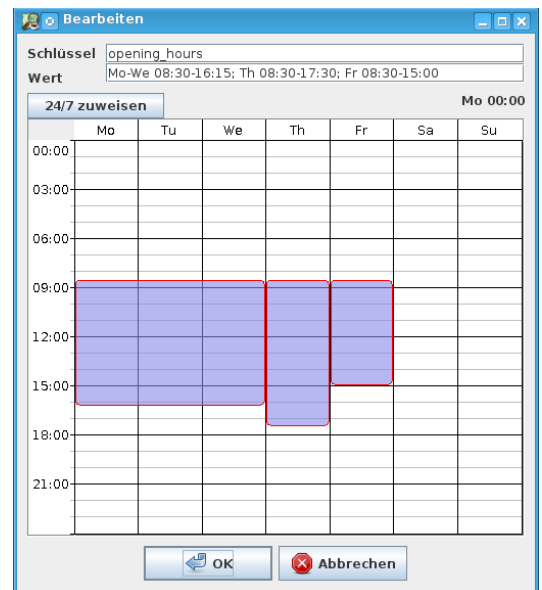 Bearbeiten
Schlüssel opening_hours
Wert Mo-We 08:30-16:15; Th 08:30-17:30; Fr 08:30-15:00
24/7 zuweisen Mo 00:00
Mo Tu We Th Fr Sa Su
00:00
03:00
06:00
09:00
12:00
15:00
18:00
21:00
OK Abbrechen